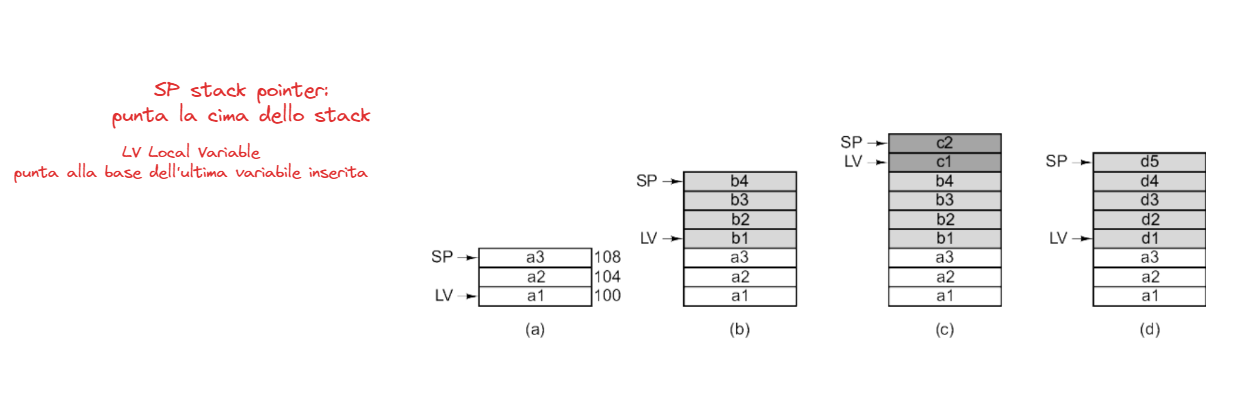 SP stack pointer:
punta la cima dello stack
LV Local Variable
punta alla base dell'ultima variabile inserita
SP
a3
108
a2
104
LV
a1
100
(a)
SP
b4
b3
b2
LV
b1
a3
a2
a1
(b)
SP
c2
LV
c1
b4
b3
b2
b1
a3
a2
a1
(c)
SP
d5
d4
d3
d2
LV
d1
a3
a2
a1
(d)